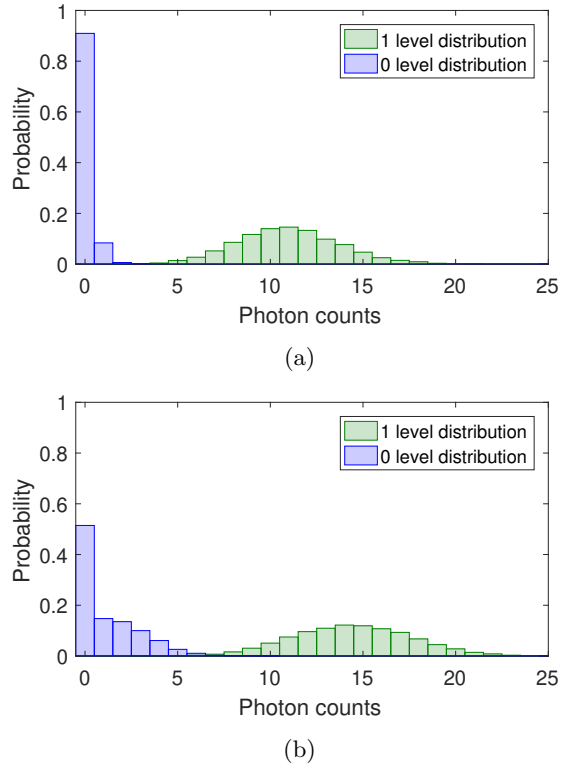 1
0.8
0.6
0.4
0.2
0
Probability
1 level distribution
0 level distribution
0 5 10 15 20 25
Photon counts
(a)
1
0.8
0.6
0.4
0.2
0
Probability
1 level distribution
0 level distribution
0 5 10 15 20 25
Photon counts
(b)